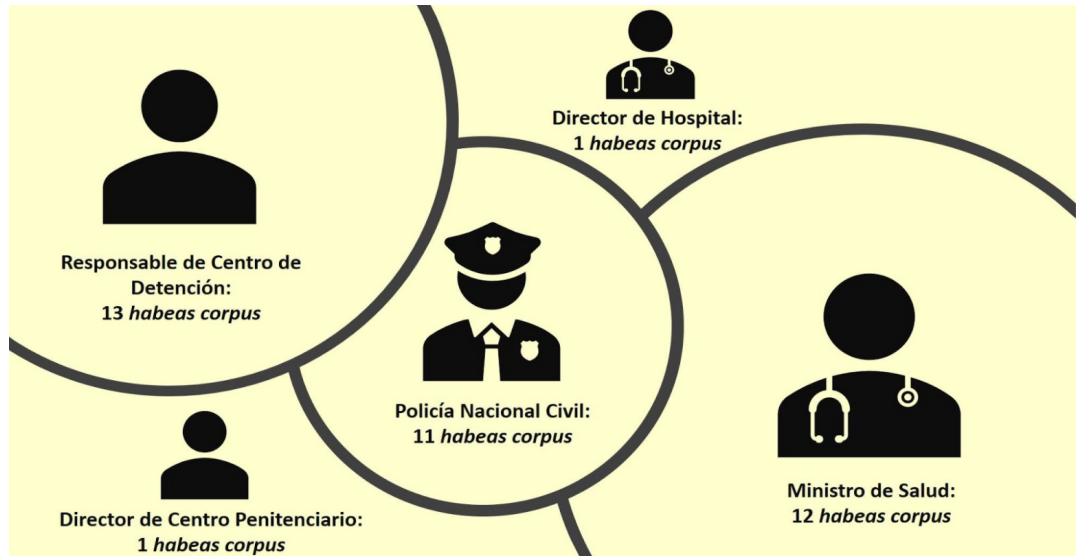 Director de Hospital:
1 habeas corpus
Responsable de Centro de
Detención:
13 habeas corpus
Policía Nacional Civil:
11 habeas corpus
Ministro de Salud:
12 habeas corpus
Director de Centro Penitenciario:
1 habeas corpus